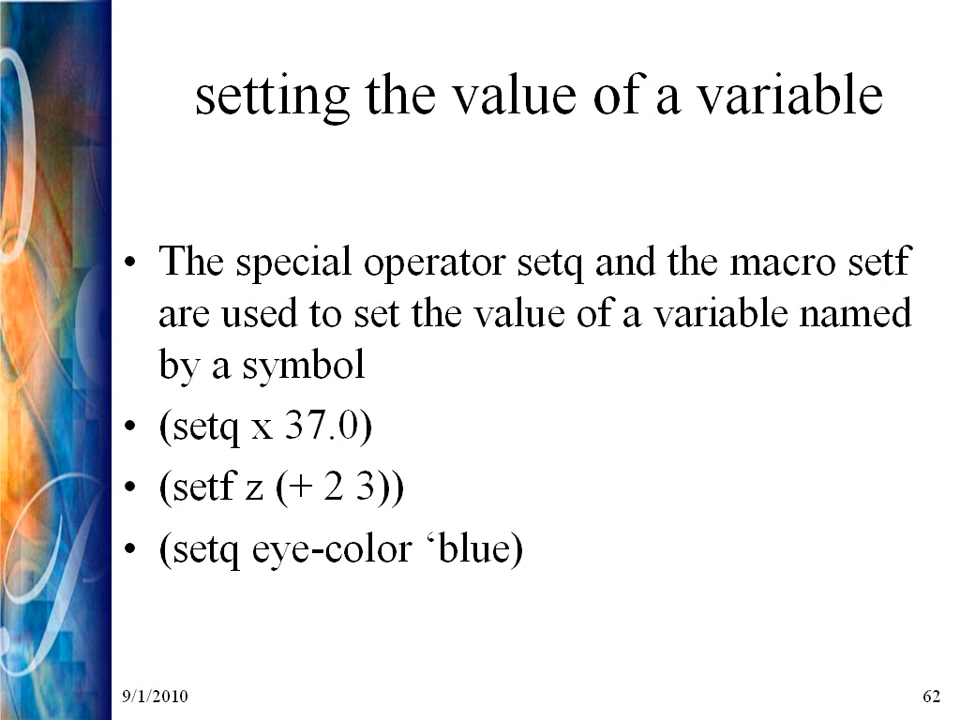 setting the value of a variable
• The special operator setq and the macro setf
are used to set the value of a variable named
by a symbol
• (setq x 37.0)
• (setf z (+ 2 3))
• (setq eye-color ‘blue)
9/1/2010
62